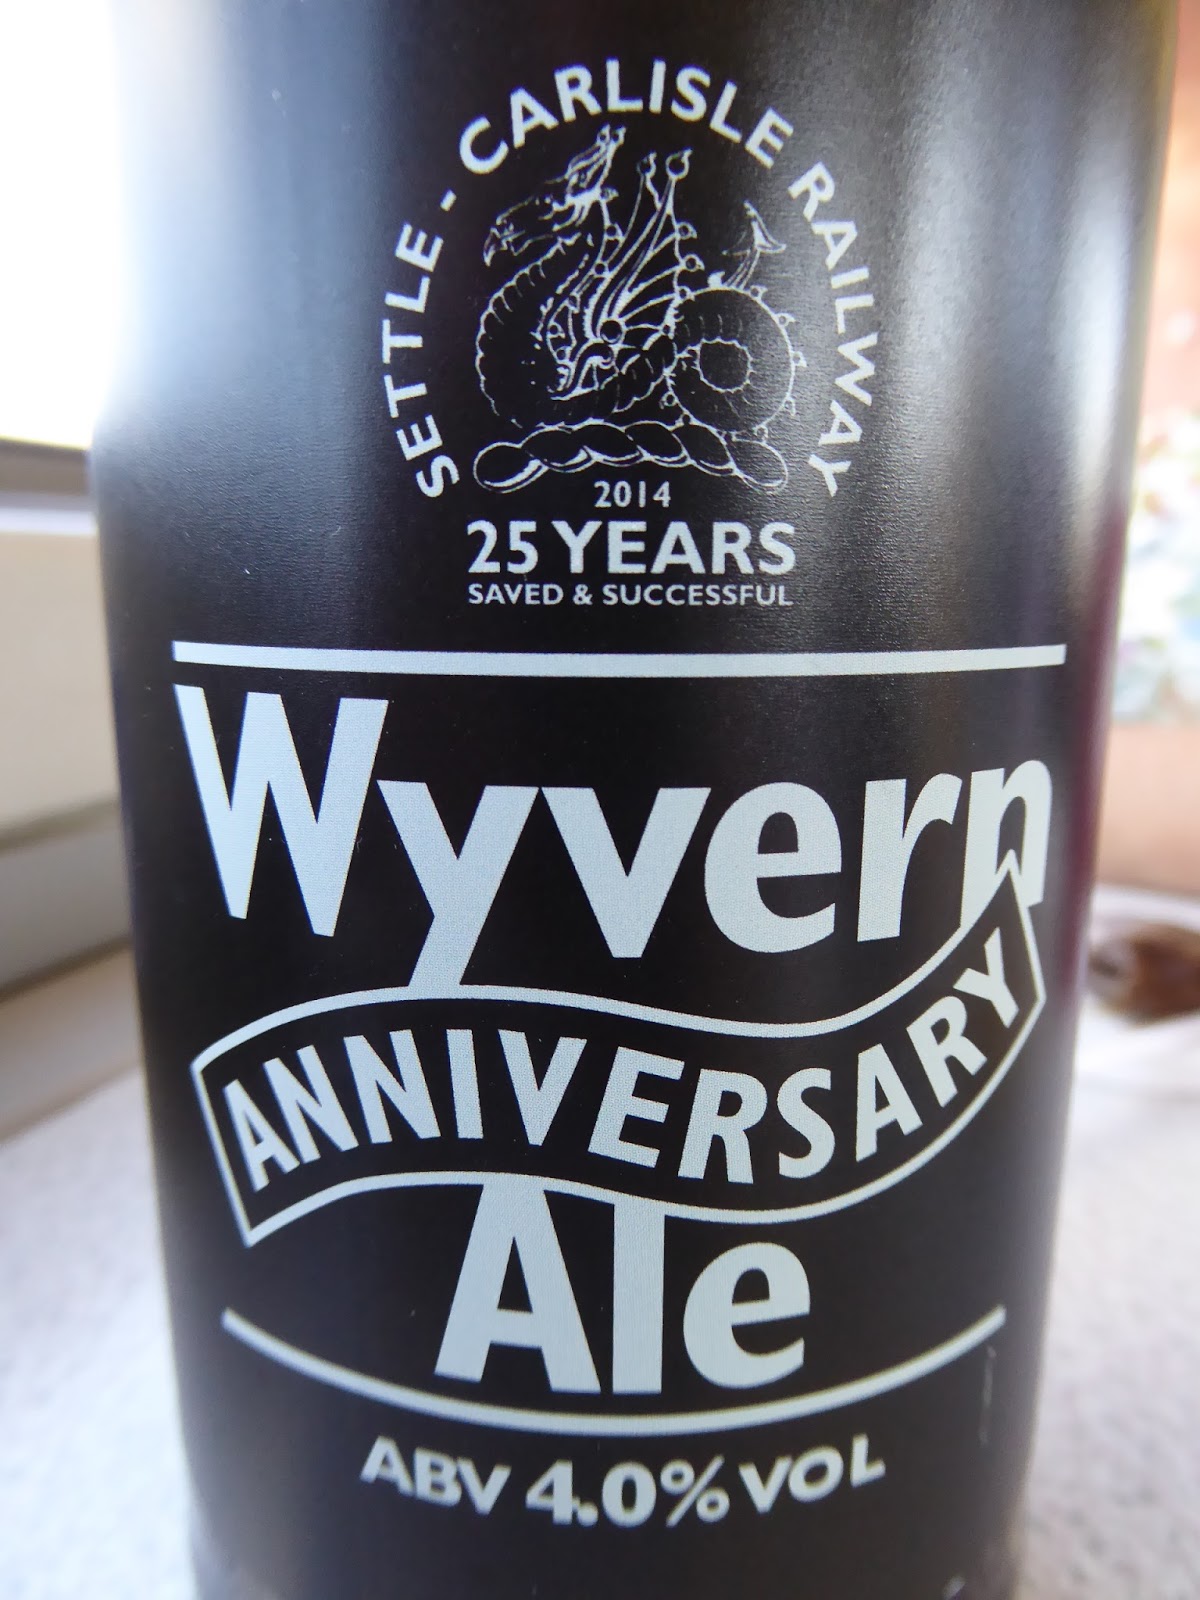 SETTLE - CARLISLE RAILWAY
2014
25 YEARS
SAVED & SUCCESSFUL
Wyvern
ANNIVERSARY
Ale
ABV 4.0% VOL